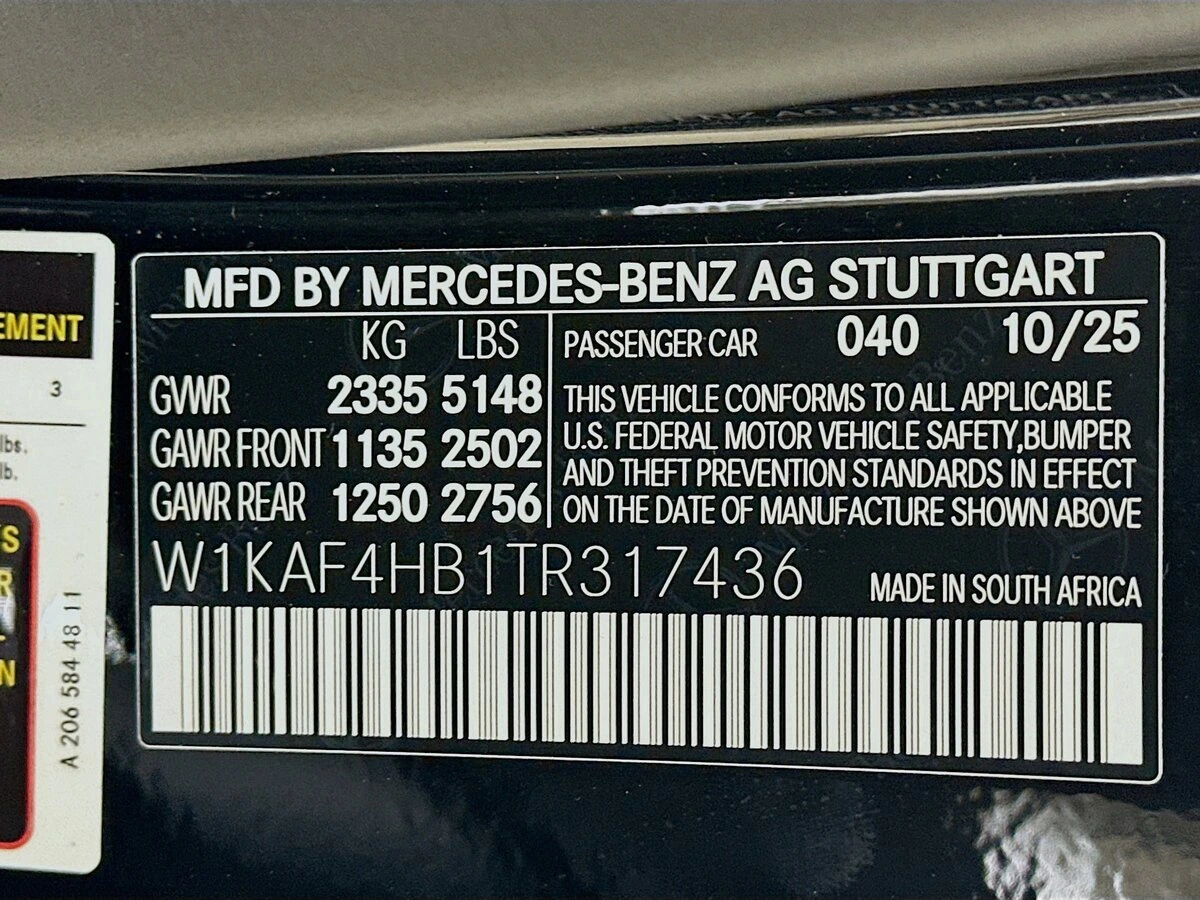 MFD BY MERCEDES-BENZ AG STUTTGART
KG LBS
GVWR 2335 5148
GAWR FRONT 1135 2502
GAWR REAR 1250 2756
PASSENGER CAR 040 10/25
THIS VEHICLE CONFORMS TO ALL APPLICABLE
U.S. FEDERAL MOTOR VEHICLE SAFETY, BUMPER
AND THEFT PREVENTION STANDARDS IN EFFECT
ON THE DATE OF MANUFACTURE SHOWN ABOVE
W1KAF4HB1TR317436
MADE IN SOUTH AFRICA
EMENT
3
lbs.
lb.
S
R
N
A 206 584 48 11